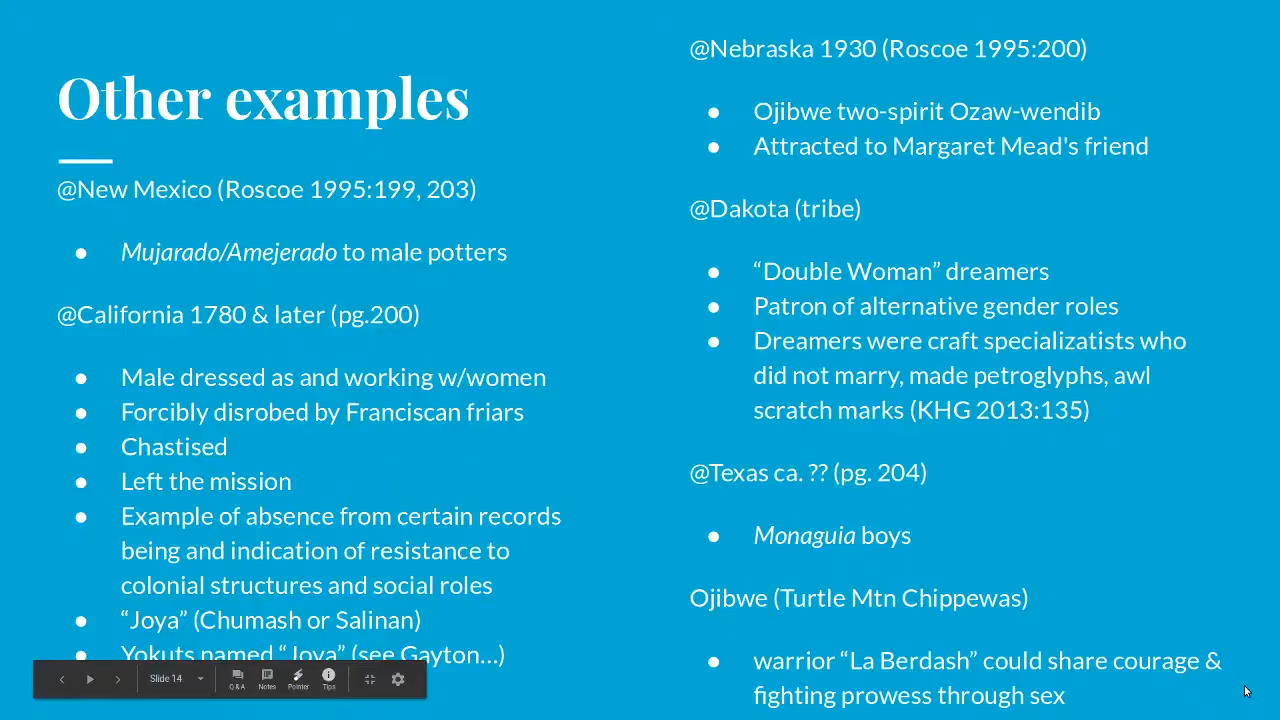 Other examples
@New Mexico (Roscoe 1995:199, 203)
● Mujarado/Amejerado to male potters
@California 1780 & later (pg.200)
● Male dressed as and working w/women
● Forcibly disrobed by Franciscan friars
● Chastised
● Left the mission
● Example of absence from certain records
being and indication of resistance to
colonial structures and social roles
● “Joya” (Chumash or Salinan)
● Yokuts named “Joya” (see Gayton...)
@Nebraska 1930 (Roscoe 1995:200)
● Ojibwe two-spirit Ozaw-wendib
● Attracted to Margaret Mead's friend
@Dakota (tribe)
● “Double Woman” dreamers
● Patron of alternative gender roles
● Dreamers were craft specializatists who
did not marry, made petroglyphs, awl
scratch marks (KHG 2013:135)
@Texas ca. ?? (pg. 204)
● Monaguia boys
Ojibwe (Turtle Mtn Chippewas)
● warrior “La Berdash” could share courage &
fighting prowess through sex
Slide 14
Q&A Notes Pointer Tips